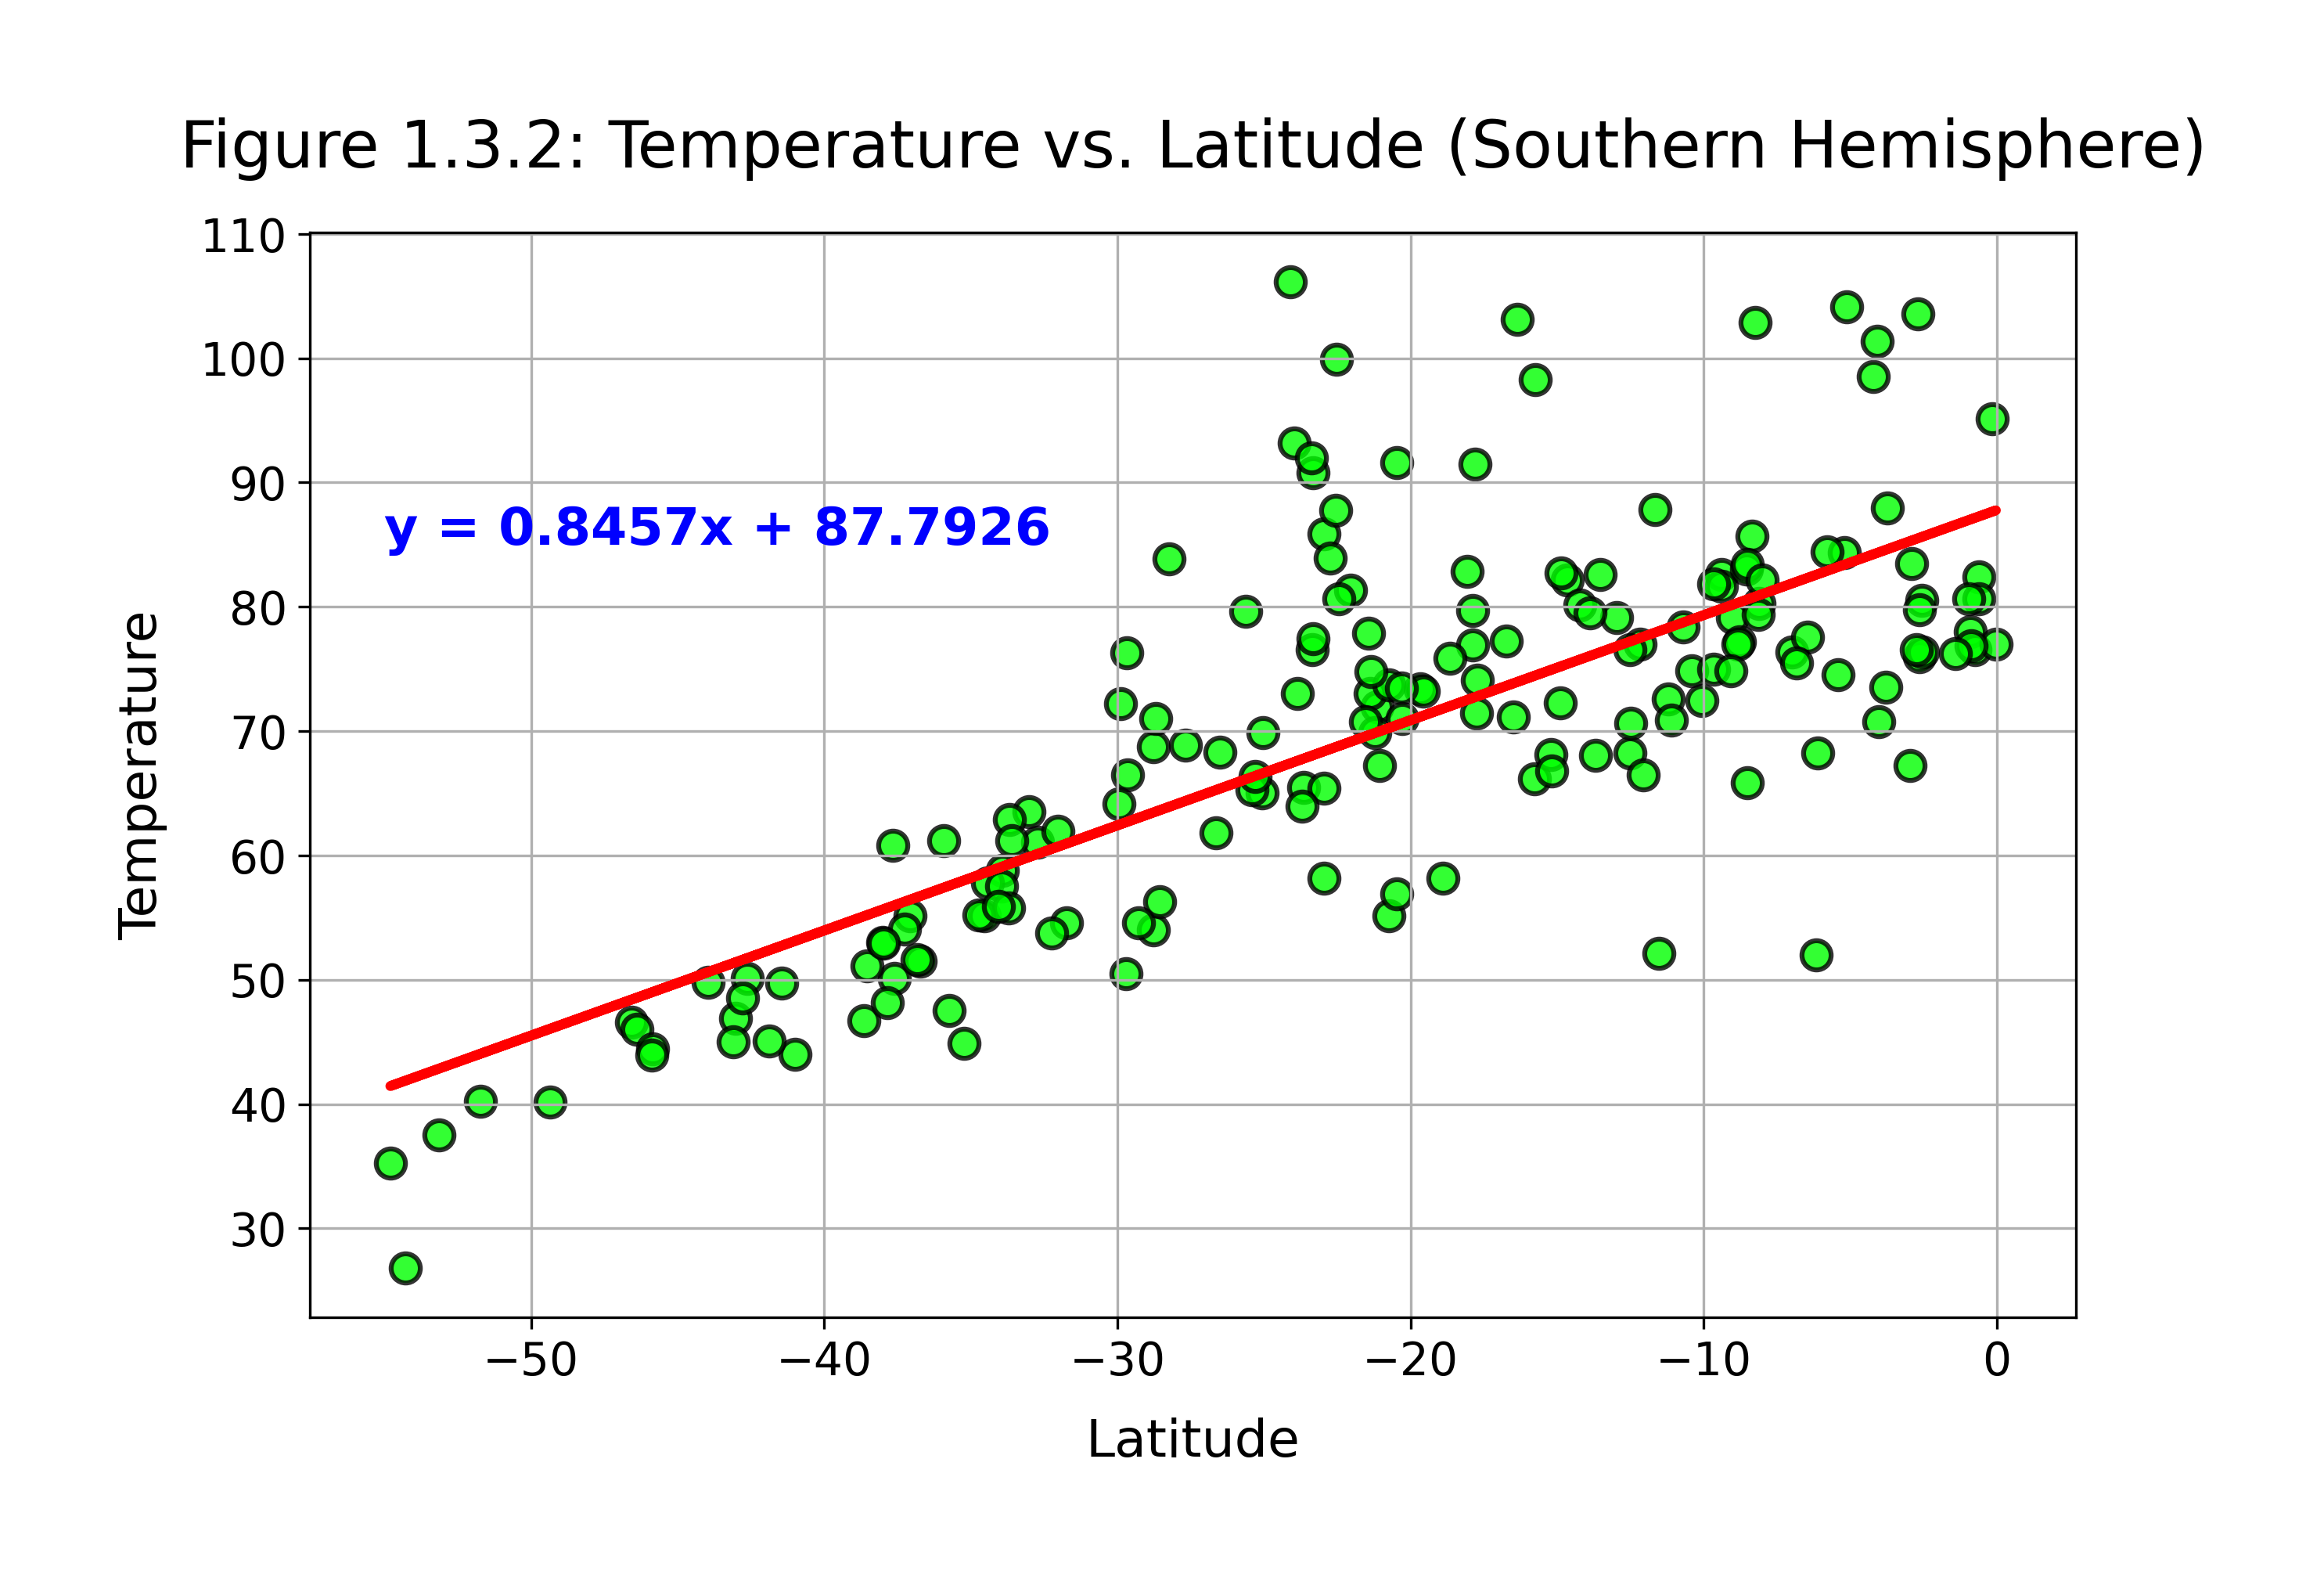 Figure 1.3.2: Temperature vs. Latitude (Southern Hemisphere)
110
100
90
y = 0.8457x + 87.7926
80
70
60
50
40
30
Temperature
−50 −40 −30 −20 −10 0
Latitude